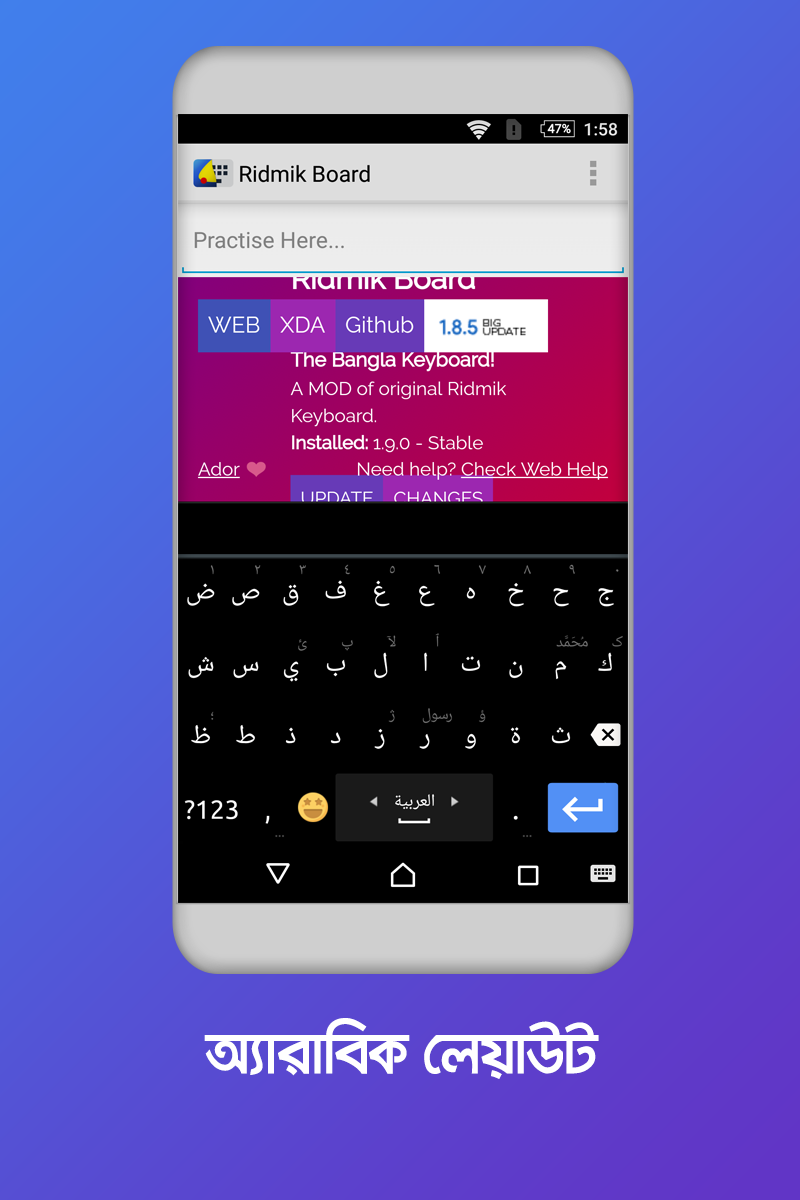 47% 1:58
Ridmik Board
Practise Here...
Ridmik Board
WEB XDA Github 1.8.5 BIG UPDATE
The Bangla Keyboard!
A MOD of original Ridmik
Keyboard.
Installed: 1.9.0 - Stable
Ador Need help? Check Web Help
UPDATE CHANGES
١ ٢ ٣ ٤ ٥ ٦ ٧ ٨ ٩ ٠
ض ص ق ف غ ع ه خ ح ج
ئ پ لآ أ مُحَمَّد ک
ش س ي ب ل ا ت ن م ك
؛ ژ رسول ؤ
ظ ط ذ د ز ر و ة ث
?123 , ... العربية . ...
অ্যারাবিক লেয়াউট